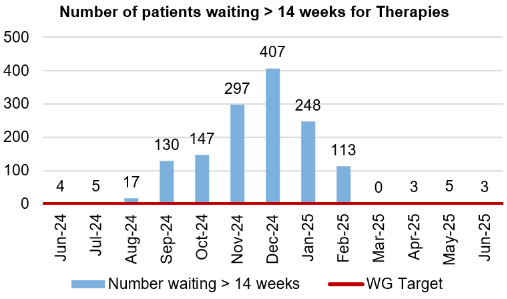 Number of patients waiting > 14 weeks for Therapies
500
400
300
200
100
0
4
5
17
130
147
297
407
248
113
0
3
5
3
Jun-24
Jul-24
Aug-24
Sep-24
Oct-24
Nov-24
Dec-24
Jan-25
Feb-25
Mar-25
Apr-25
May-25
Jun-25
Number waiting > 14 weeks
WG Target